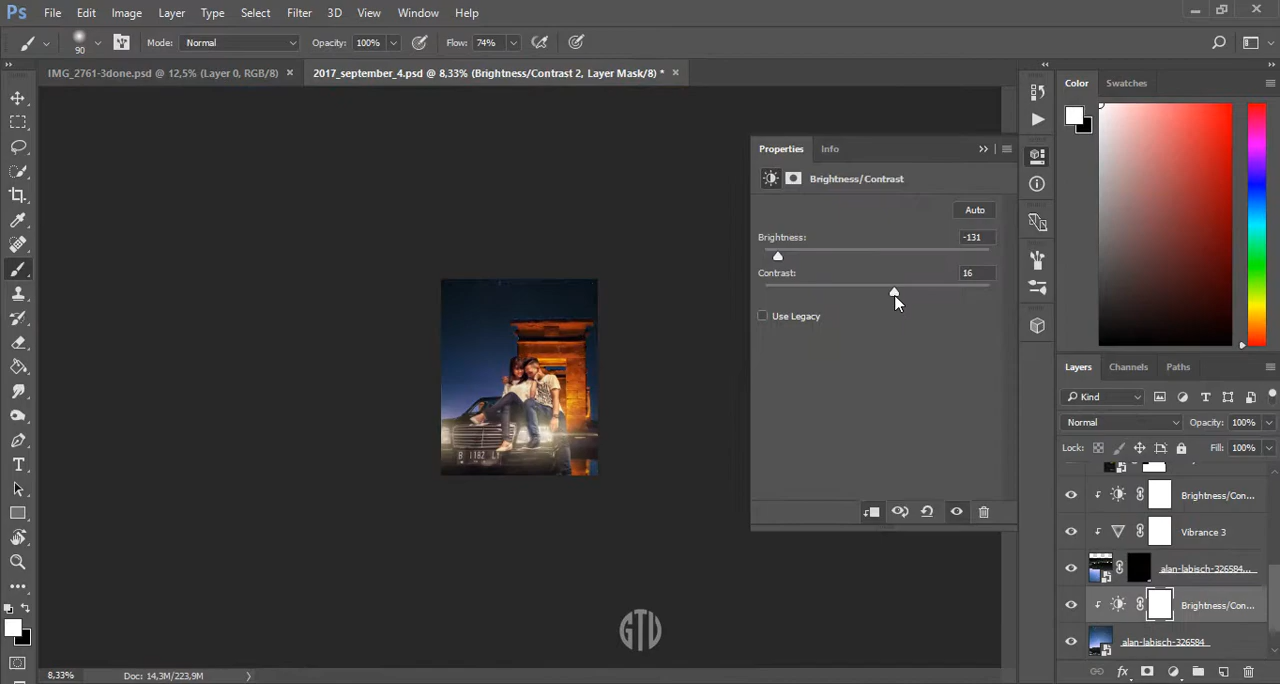 Ps File Edit Image Layer Type Select Filter 3D View Window Help
90 Mode: Normal Opacity: 100% Flow: 74%
IMG_2761-3done.psd @ 12,5% (Layer 0, RGB/8) × 2017_september_4.psd @ 8,33% (Brightness/Contrast 2, Layer Mask/8) * ×
Color Swatches
Properties Info
Brightness/Contrast
Auto
Brightness: -131
Contrast: 16
Use Legacy
B 1182
GTV
Layers Channels Paths
Kind
Normal Opacity: 100%
Lock: Fill: 100%
Brightness/Con...
Vibrance 3
alan-labisch-326584...
Brightness/Con...
alan-labisch-326584
8,33% Doc: 14,3M/223,9M